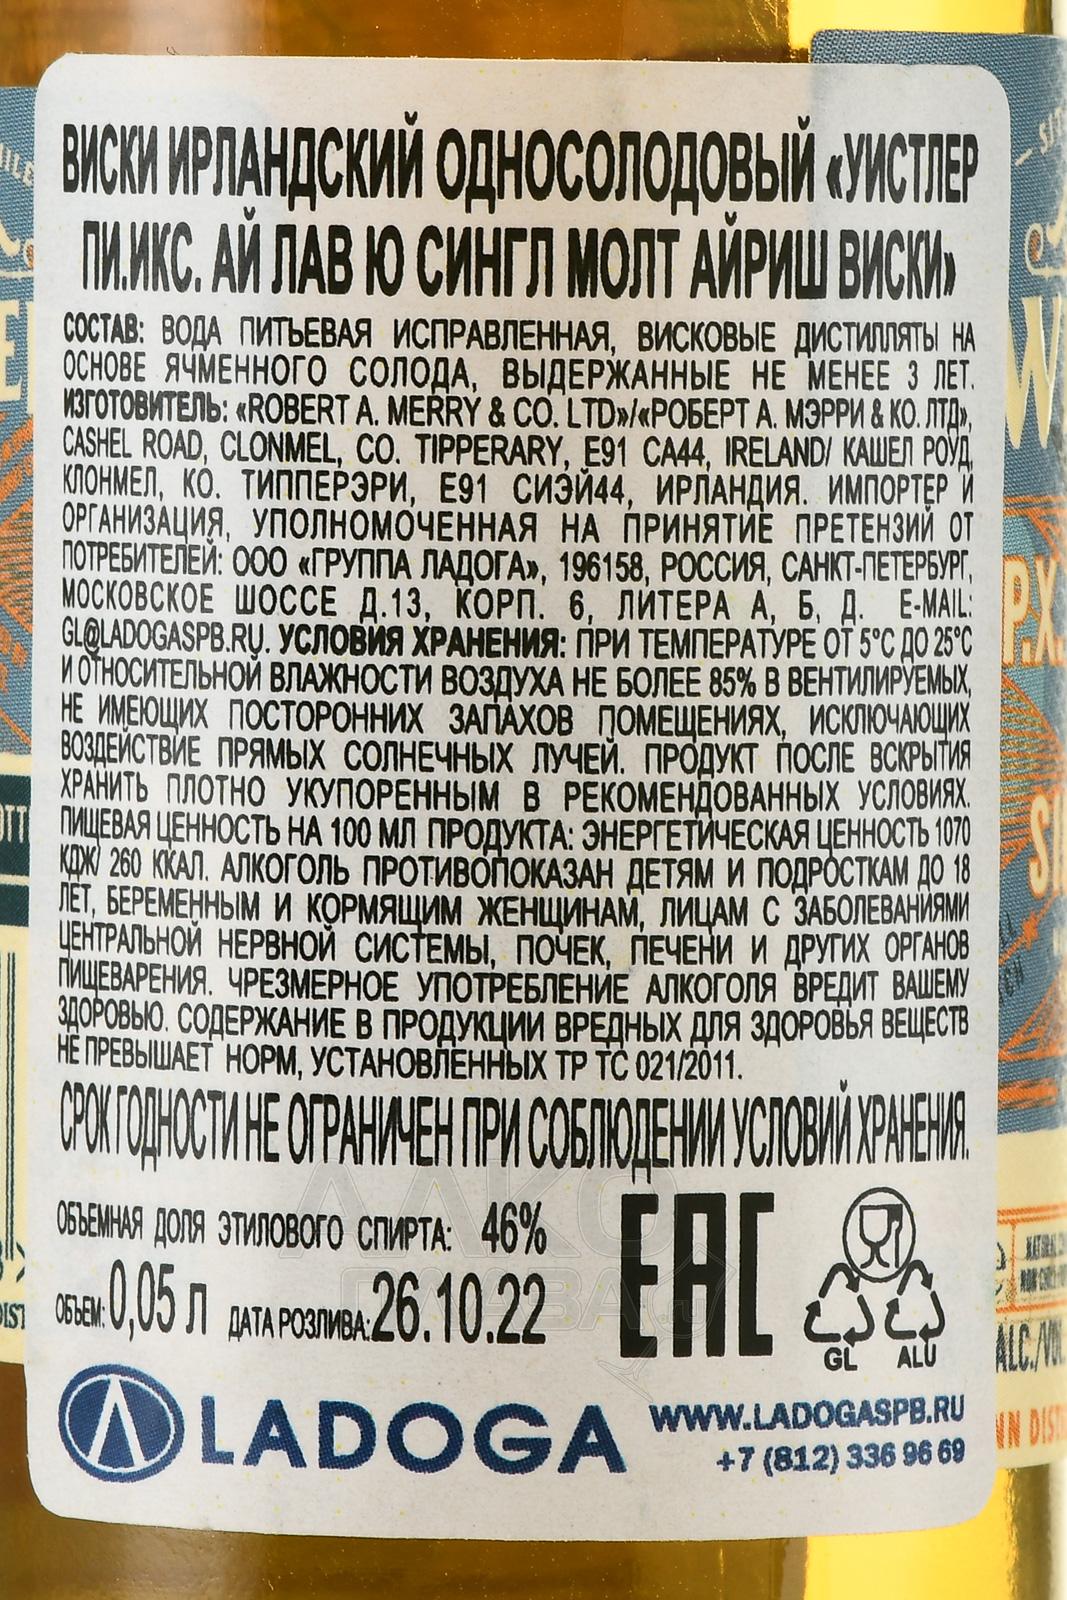 ВИСКИ ИРЛАНДСКИЙ ОДНОСОЛОДОВЫЙ «УИСТЛЕР
ПИ.ИКС. АЙ ЛАВ Ю СИНГЛ МОЛТ АЙРИШ ВИСКИ»
СОСТАВ: ВОДА ПИТЬЕВАЯ ИСПРАВЛЕННАЯ, ВИСКОВЫЕ ДИСТИЛЛЯТЫ НА
ОСНОВЕ ЯЧМЕННОГО СОЛОДА, ВЫДЕРЖАННЫЕ НЕ МЕНЕЕ 3 ЛЕТ.
ИЗГОТОВИТЕЛЬ: «ROBERT A. MERRY & CO. LTD»/«РОБЕРТ А. МЭРРИ & КО. ЛТД»,
CASHEL ROAD, CLONMEL, CO. TIPPERARY, E91 CA44, IRELAND/ КАШЕЛ РОУД,
КЛОНМЕЛ, КО. ТИППЕРЭРИ, Е91 СИЭЙ44, ИРЛАНДИЯ. ИМПОРТЕР И
ОРГАНИЗАЦИЯ, УПОЛНОМОЧЕННАЯ НА ПРИНЯТИЕ ПРЕТЕНЗИЙ ОТ
ПОТРЕБИТЕЛЕЙ: ООО «ГРУППА ЛАДОГА», 196158, РОССИЯ, САНКТ-ПЕТЕРБУРГ,
МОСКОВСКОЕ ШОССЕ Д.13, КОРП. 6, ЛИТЕРА А, Б, Д. E-MAIL:
GL@LADOGASPB.RU. УСЛОВИЯ ХРАНЕНИЯ: ПРИ ТЕМПЕРАТУРЕ ОТ 5°С ДО 25°С
И ОТНОСИТЕЛЬНОЙ ВЛАЖНОСТИ ВОЗДУХА НЕ БОЛЕЕ 85% В ВЕНТИЛИРУЕМЫХ,
НЕ ИМЕЮЩИХ ПОСТОРОННИХ ЗАПАХОВ ПОМЕЩЕНИЯХ, ИСКЛЮЧАЮЩИХ
ВОЗДЕЙСТВИЕ ПРЯМЫХ СОЛНЕЧНЫХ ЛУЧЕЙ. ПРОДУКТ ПОСЛЕ ВСКРЫТИЯ
ХРАНИТЬ ПЛОТНО УКУПОРЕННЫМ В РЕКОМЕНДОВАННЫХ УСЛОВИЯХ.
ПИЩЕВАЯ ЦЕННОСТЬ НА 100 МЛ ПРОДУКТА: ЭНЕРГЕТИЧЕСКАЯ ЦЕННОСТЬ 1070
КДЖ/ 260 ККАЛ. АЛКОГОЛЬ ПРОТИВОПОКАЗАН ДЕТЯМ И ПОДРОСТКАМ ДО 18
ЛЕТ, БЕРЕМЕННЫМ И КОРМЯЩИМ ЖЕНЩИНАМ, ЛИЦАМ С ЗАБОЛЕВАНИЯМИ
ЦЕНТРАЛЬНОЙ НЕРВНОЙ СИСТЕМЫ, ПОЧЕК, ПЕЧЕНИ И ДРУГИХ ОРГАНОВ
ПИЩЕВАРЕНИЯ. ЧРЕЗМЕРНОЕ УПОТРЕБЛЕНИЕ АЛКОГОЛЯ ВРЕДИТ ВАШЕМУ
ЗДОРОВЬЮ. СОДЕРЖАНИЕ В ПРОДУКЦИИ ВРЕДНЫХ ДЛЯ ЗДОРОВЬЯ ВЕЩЕСТВ
НЕ ПРЕВЫШАЕТ НОРМ, УСТАНОВЛЕННЫХ ТР ТС 021/2011.
СРОК ГОДНОСТИ НЕ ОГРАНИЧЕН ПРИ СОБЛЮДЕНИИ УСЛОВИЙ ХРАНЕНИЯ.
ОБЪЕМНАЯ ДОЛЯ ЭТИЛОВОГО СПИРТА: 46%
ОБЪЕМ: 0,05 л ДАТА РОЗЛИВА: 26.10.22
EAC
GL ALU
LADOGA
WWW.LADOGASPB.RU
+7 (812) 336 96 69
АЛКО
ГЛАВА.ru
P.X.
ALC./VOL